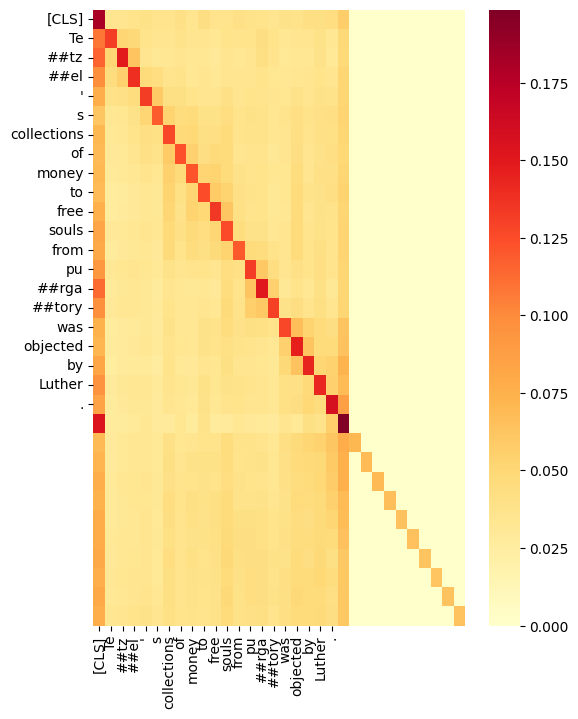 [CLS]
Te
##tz
##el
'
s
collections
of
money
to
free
souls
from
pu
##rga
##tory
was
objected
by
Luther
.
[CLS]
Te
##tz
##el
'
s
collections
of
money
to
free
souls
from
pu
##rga
##tory
was
objected
by
Luther
.
0.175
0.150
0.125
0.100
0.075
0.050
0.025
0.000